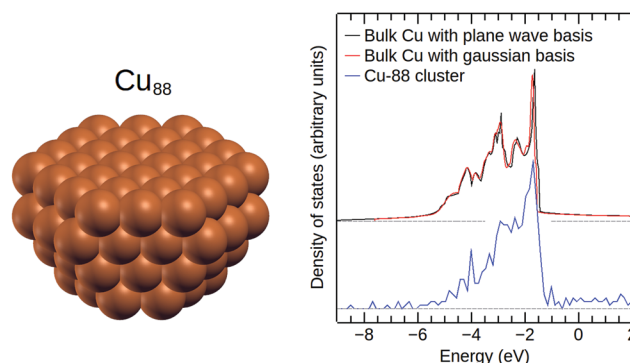 Cu₈₈
Bulk Cu with plane wave basis
Bulk Cu with gaussian basis
Cu-88 cluster
Density of states (arbitrary units)
−8 −6 −4 −2 0 2
Energy (eV)